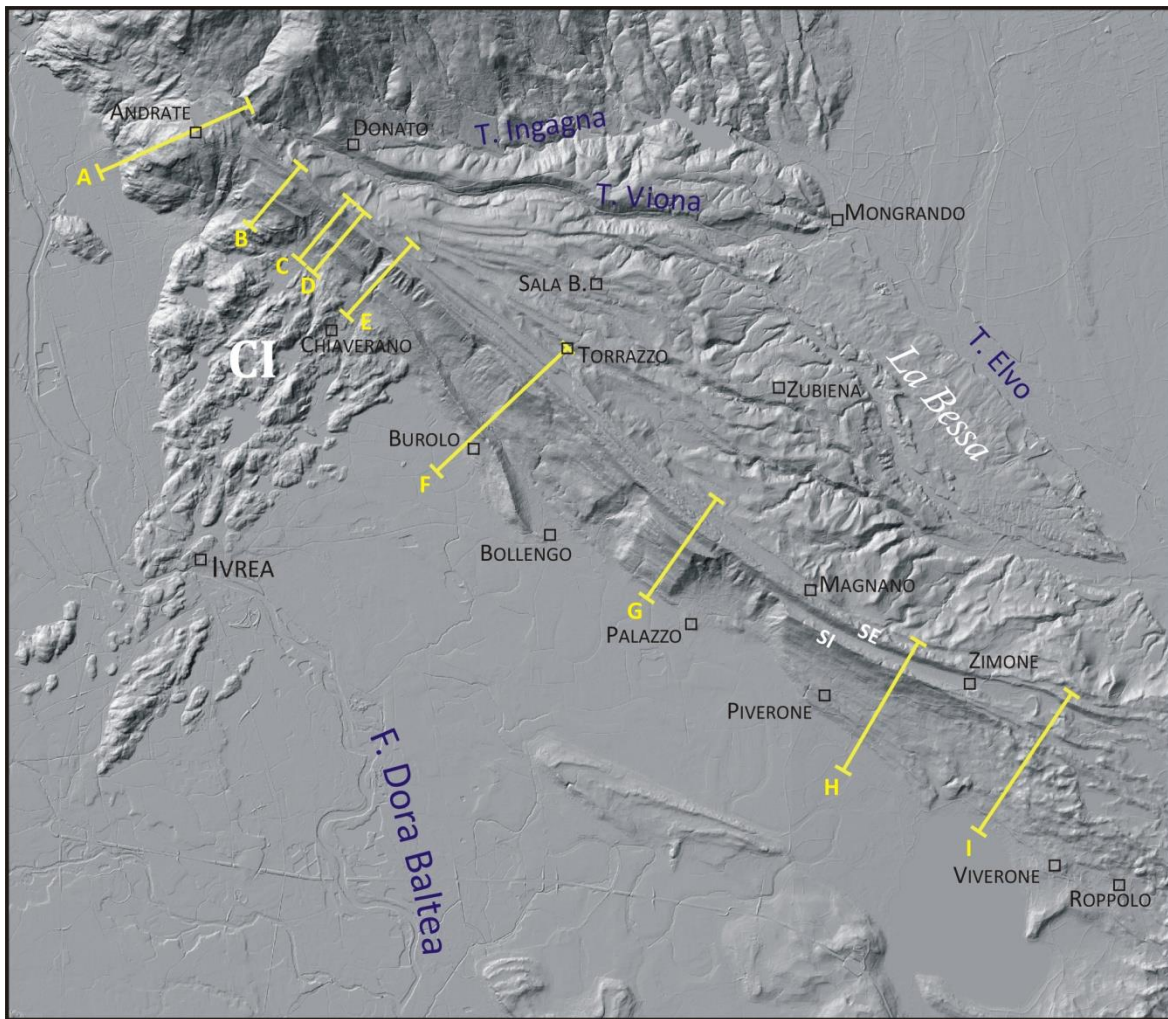 ANDRATE
DONATO
T. Ingagna
A
T. Viona
MONGRANDO
B
C
D
SALA B.
E
CHIAVERANO
CI
TORRAZZO
La Bessa
T. Elvo
ZUBIENA
BUROLO
F
BOLLENGO
IVREA
MAGNANO
G
PALAZZO
SI
SE
ZIMONE
PIVERONE
F. Dora Baltea
H
I
VIVERONE
ROPPOLO